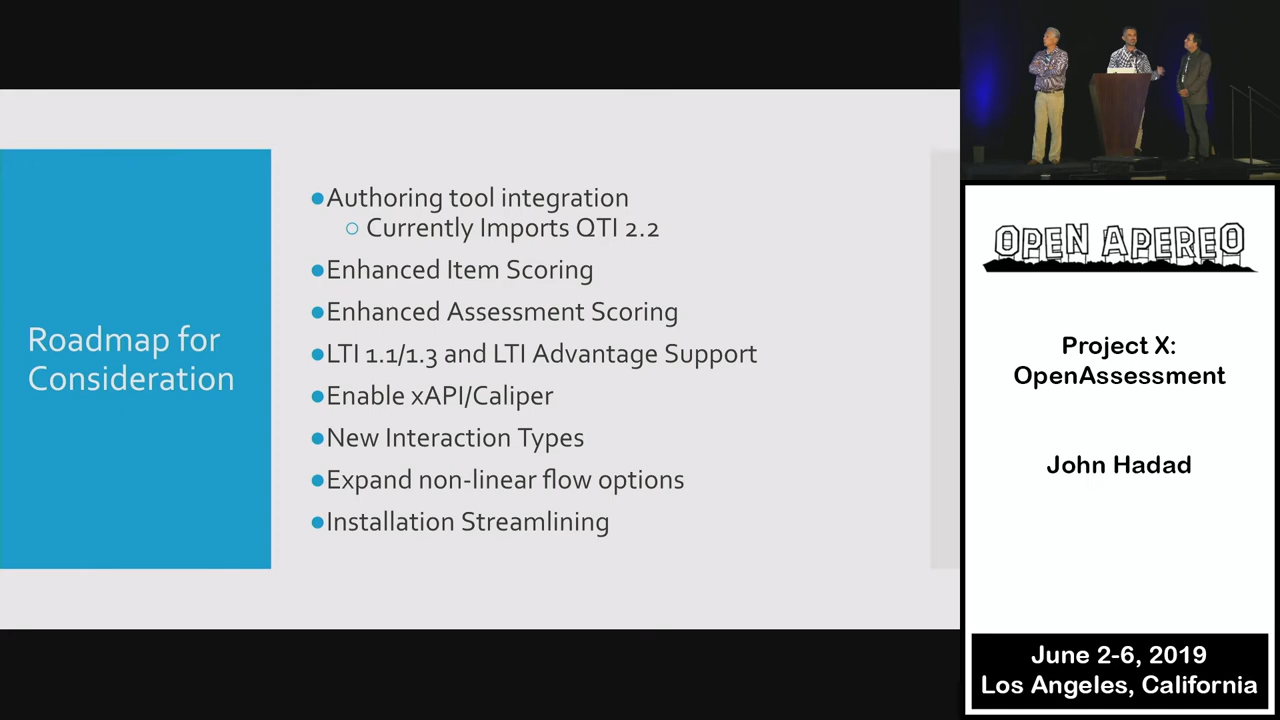 Roadmap for
Consideration
Authoring tool integration
Currently Imports QTI 2.2
Enhanced Item Scoring
Enhanced Assessment Scoring
LTI 1.1/1.3 and LTI Advantage Support
Enable xAPI/Caliper
New Interaction Types
Expand non-linear flow options
Installation Streamlining
OPEN APEREO
Project X:
OpenAssessment
John Hadad
June 2-6, 2019
Los Angeles, California